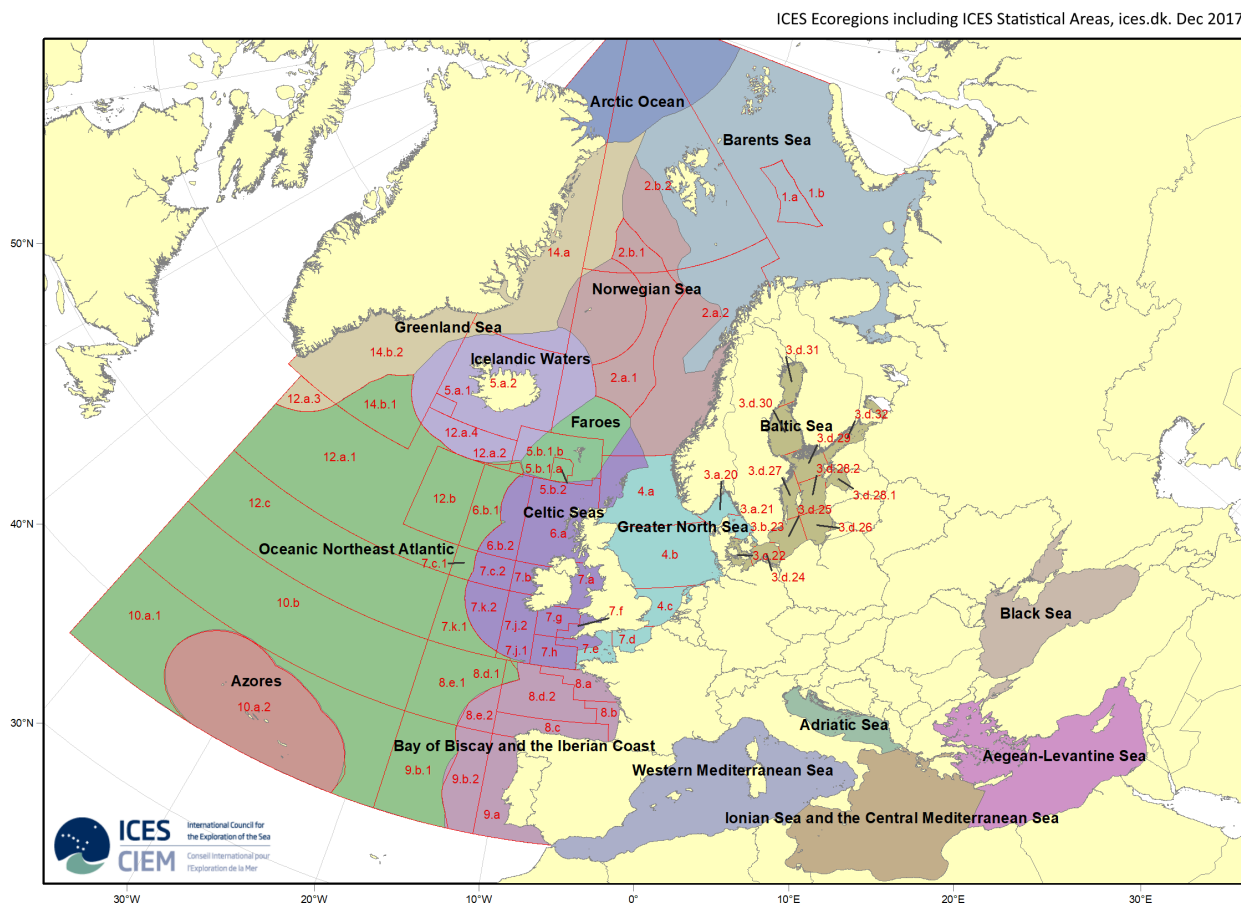 ICES Ecoregions including ICES Statistical Areas, ices.dk. Dec 2017
Arctic Ocean
Barents Sea
2.b.2
1.a
1.b
50°N
14.a
2.b.1
Norwegian Sea
2.a.2
Greenland Sea
14.b.2
Icelandic Waters
3.d.31
5.a.2
5.a.1
2.a.1
12.a.3
14.b.1
3.d.30
3.d.32
Faroes
Baltic Sea
12.a.4
3.d.29
12.a.2
5.b.1.b
12.a.1
5.b.1.a
3.a.20
3.d.27
3.d.28.2
5.b.2
4.a
3.d.28.1
12.b
12.c
6.b.1
Celtic Seas
3.a.21
3.d.25
40°N
6.a
Greater North Sea
3.b.23
3.d.26
6.b.2
Oceanic Northeast Atlantic
4.b
3.c.22
7.c.1
7.c.2
7.b
7.a
3.d.24
10.b
7.k.2
4.c
7.f
10.a.1
7.g
Black Sea
7.k.1
7.j.2
7.d
7.j.1
7.h
7.e
8.d.1
Azores
8.e.1
8.a
8.d.2
10.a.2
8.e.2
8.b
30°N
8.c
Adriatic Sea
Bay of Biscay and the Iberian Coast
Aegean-Levantine Sea
9.b.1
9.b.2
Western Mediterranean Sea
9.a
Ionian Sea and the Central Mediterranean Sea
ICES
CIEM
International Council for
the Exploration of the Sea
Conseil International pour
l'Exploration de la Mer
30°W
20°W
10°W
0°
10°E
20°E
30°E